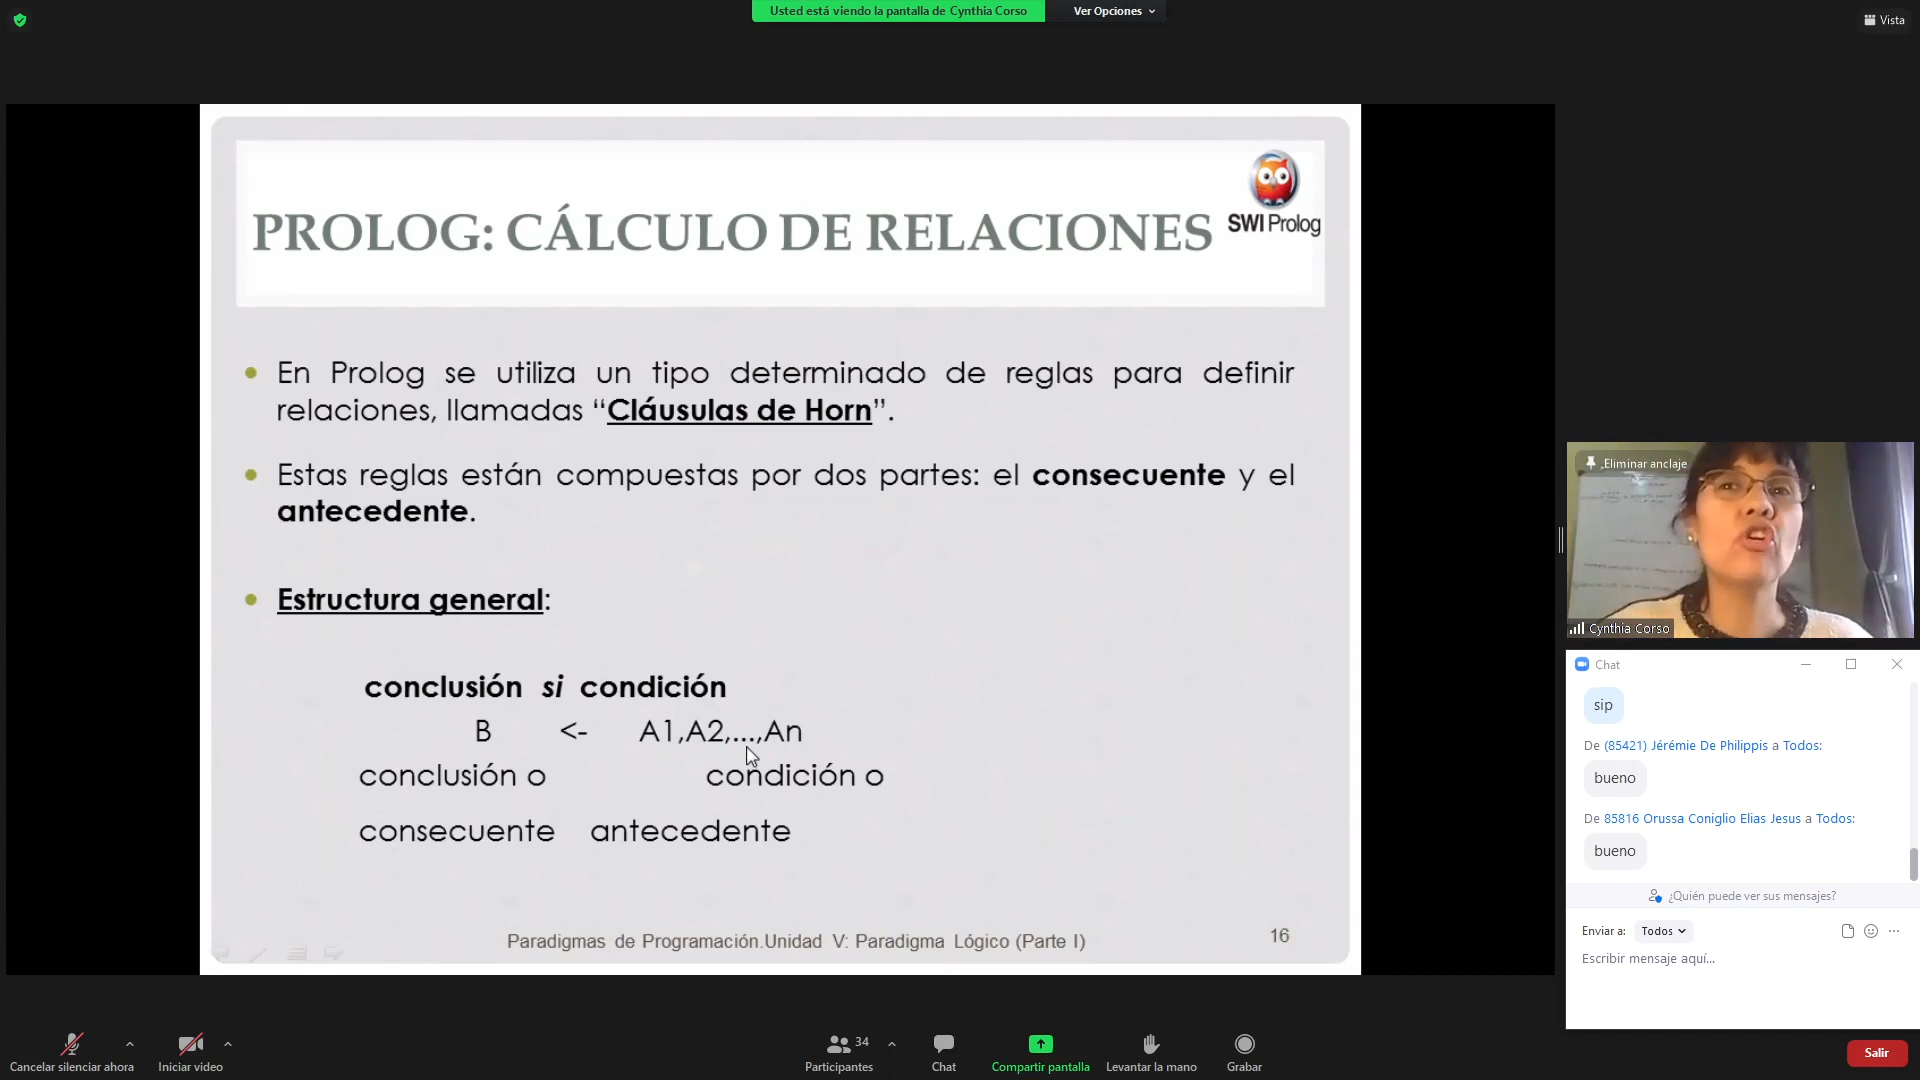 Usted está viendo la pantalla de Cynthia Corso
Ver Opciones
Vista
PROLOG: CÁLCULO DE RELACIONES
SWI Prolog
En Prolog se utiliza un tipo determinado de reglas para definir
relaciones, llamadas “Cláusulas de Horn”.
Estas reglas están compuestas por dos partes: el consecuente y el
antecedente.
Estructura general:
conclusión si condición
B <- A1,A2,...,An
conclusión o condición o
consecuente antecedente
Paradigmas de Programación.Unidad V: Paradigma Lógico (Parte I)
16
Eliminar anclaje
Cynthia Corso
Chat
sip
De (85421) Jérémie De Philippis a Todos:
bueno
De 85816 Orussa Coniglio Elias Jesus a Todos:
bueno
¿Quién puede ver sus mensajes?
Enviar a: Todos
Escribir mensaje aquí...
Cancelar silenciar ahora
Iniciar video
34
Participantes
Chat
Compartir pantalla
Levantar la mano
Grabar
Salir